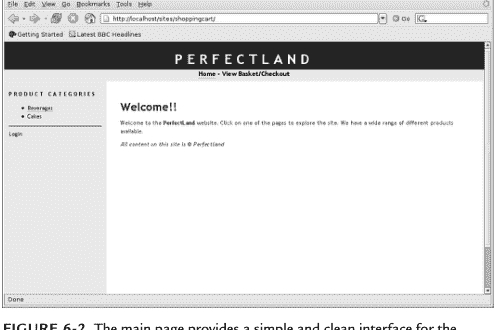 File Edit View Go Bookmarks Tools Help
http://localhost/sites/shoppingcart/ Go
Getting Started Latest BBC Headlines
PERFECTLAND
Home - View Basket/Checkout
PRODUCT CATEGORIES
Beverages
Cakes
Login
Welcome!!
Welcome to the PerfectLand website. Click on one of the pages to explore the site. We have a wide range of different products
available.
All content on this site is © Perfectland
Done
FIGURE 6-2 The main page provides a simple and clean interface for the